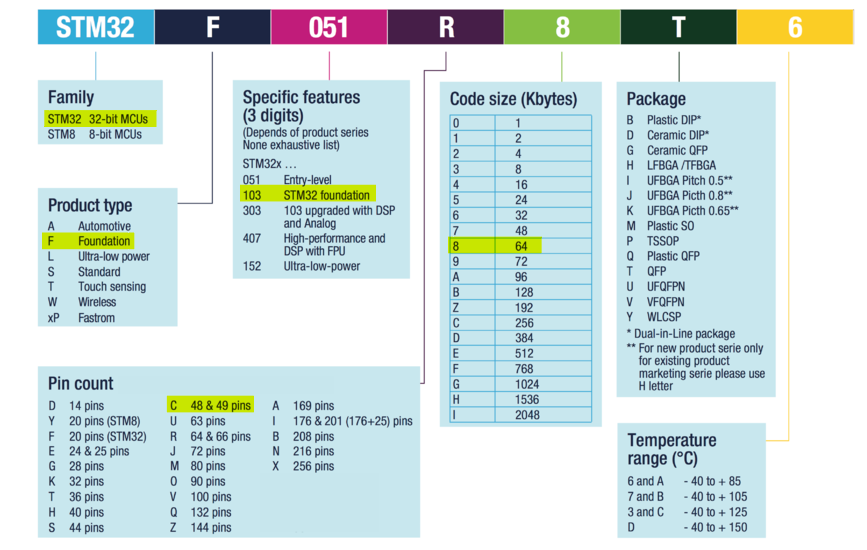 STM32 F 051 R 8 T 6
Family
STM32 32-bit MCUs
STM8 8-bit MCUs
Product type
A Automotive
F Foundation
L Ultra-low power
S Standard
T Touch sensing
W Wireless
xP Fastrom
Specific features
(3 digits)
(Depends of product series
None exhaustive list)
STM32x ...
051 Entry-level
103 STM32 foundation
303 103 upgraded with DSP
and Analog
407 High-performance and
DSP with FPU
152 Ultra-low-power
Code size (Kbytes)
0 1
1 2
2 4
3 8
4 16
5 24
6 32
7 48
8 64
9 72
A 96
B 128
Z 192
C 256
D 384
E 512
F 768
G 1024
H 1536
I 2048
Package
B Plastic DIP*
D Ceramic DIP*
G Ceramic QFP
H LFBGA /TFBGA
I UFBGA Pitch 0.5**
J UFBGA Picth 0.8**
K UFBGA Picth 0.65**
M Plastic SO
P TSSOP
Q Plastic QFP
T QFP
U UFQFPN
V VFQFPN
Y WLCSP
* Dual-in-Line package
** For new product serie only
for existing product
marketing serie please use
H letter
Pin count
D 14 pins
Y 20 pins (STM8)
F 20 pins (STM32)
E 24 & 25 pins
G 28 pins
K 32 pins
T 36 pins
H 40 pins
S 44 pins
C 48 & 49 pins
U 63 pins
R 64 & 66 pins
J 72 pins
M 80 pins
O 90 pins
V 100 pins
Q 132 pins
Z 144 pins
A 169 pins
I 176 & 201 (176+25) pins
B 208 pins
N 216 pins
X 256 pins
Temperature
range (°C)
6 and A - 40 to + 85
7 and B - 40 to + 105
3 and C - 40 to + 125
D - 40 to + 150